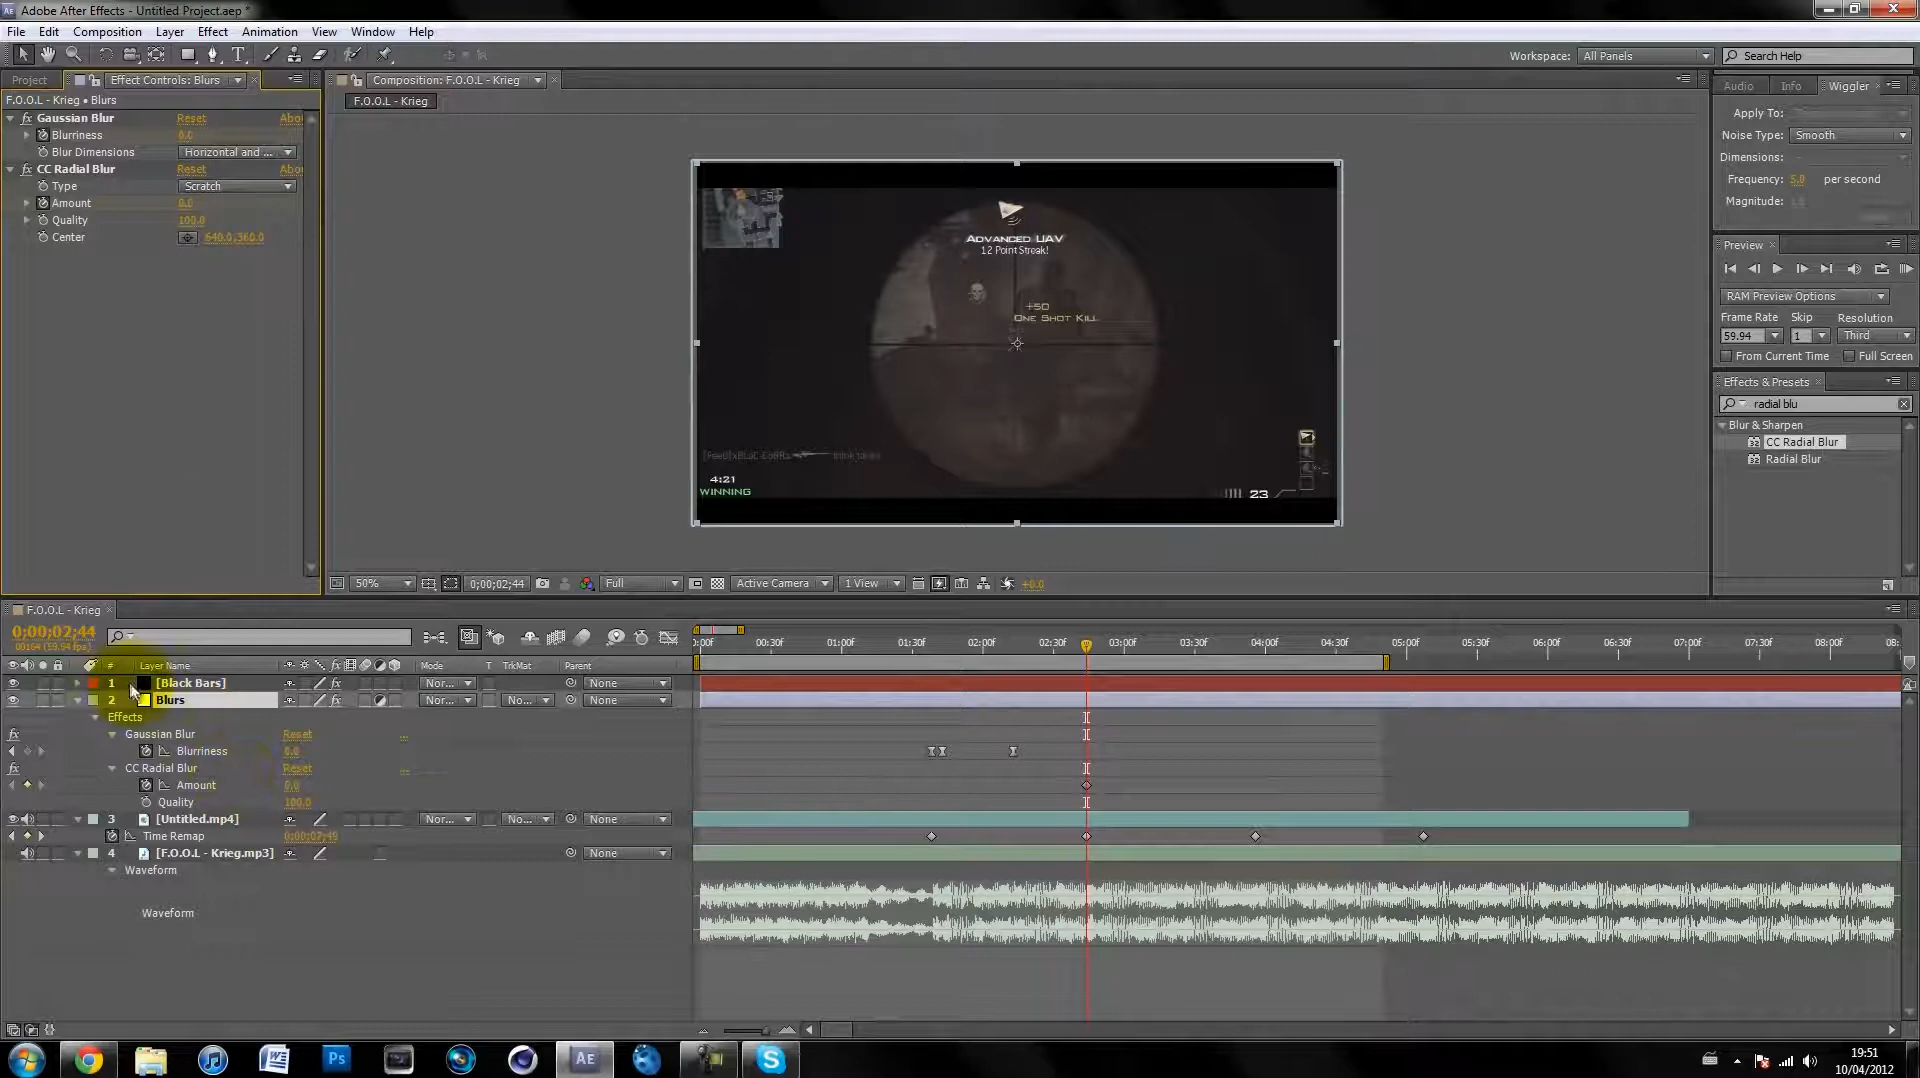 Adobe After Effects - Untitled Project.aep *
File Edit Composition Layer Effect Animation View Window Help
Workspace: All Panels Search Help
Project Effect Controls: Blurs
F.O.O.L - Krieg • Blurs
Gaussian Blur Reset Abo
Blurriness 0.0
Blur Dimensions Horizontal and ...
CC Radial Blur Reset Abo
Type Scratch
Amount 0.0
Quality 100.0
Center 640.0,360.0
Composition: F.O.O.L - Krieg
F.O.O.L - Krieg
Advanced UAV
12 Point Streak!
+50
One Shot Kill
4:21
WINNING
23
50% 0;00;02;44 Full Active Camera 1 View +0.0
Audio Info Wiggler
Apply To:
Noise Type: Smooth
Dimensions:
Frequency: 5.0 per second
Magnitude:
Preview
RAM Preview Options
Frame Rate Skip Resolution
59.94 1 Third
From Current Time Full Screen
Effects & Presets
radial blu
Blur & Sharpen
CC Radial Blur
Radial Blur
F.O.O.L - Krieg
0;00;02;44
00164 (59.94 fps)
0:00f 00:30f 01:00f 01:30f 02:00f 02:30f 03:00f 03:30f 04:00f 04:30f 05:00f 05:30f 06:00f 06:30f 07:00f 07:30f 08:00f 08:
# Layer Name Mode T TrkMat Parent
1 [Black Bars] Nor... None
2 Blurs Nor... No... None
Effects
Gaussian Blur Reset ...
Blurriness 0.0
CC Radial Blur Reset ...
Amount 0.0
Quality 100.0
3 [Untitled.mp4] Nor... No... None
Time Remap 0;00;07;49
4 [F.O.O.L - Krieg.mp3] None
Waveform
Waveform
19:51
10/04/2012